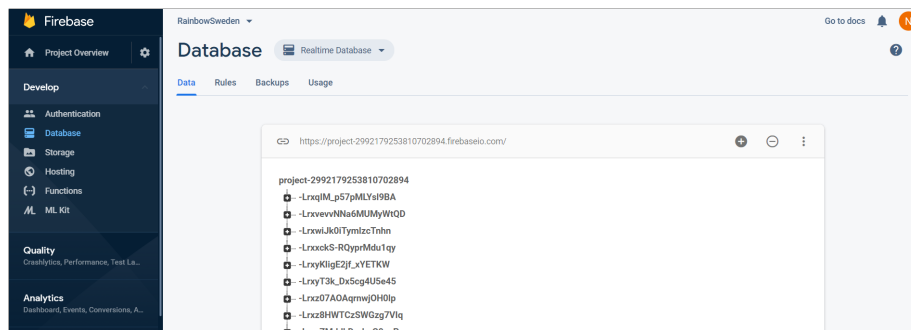 Firebase
RainbowSweden
Go to docs
N
Project Overview
Database
Realtime Database
Develop
Data
Rules
Backups
Usage
Authentication
Database
Storage
Hosting
Functions
ML Kit
https://project-2992179253810702894.firebaseio.com/
project-2992179253810702894
-LrxqIM_p57pMLYsI9BA
-LrxvevvNNa6MUMyWtQD
-LrxwiJk0iTymIzcTnhn
-LrxxckS-RQyprMdu1qy
-LrxyKligE2jf_xYETKW
-LrxyT3k_Dx5cg4U5e45
-Lrxz07AOAqrnwjOH0Ip
-Lrxz8HWTCzSWGzg7VIq
Quality
Crashlytics, Performance, Test La...
Analytics
Dashboard, Events, Conversions, A...